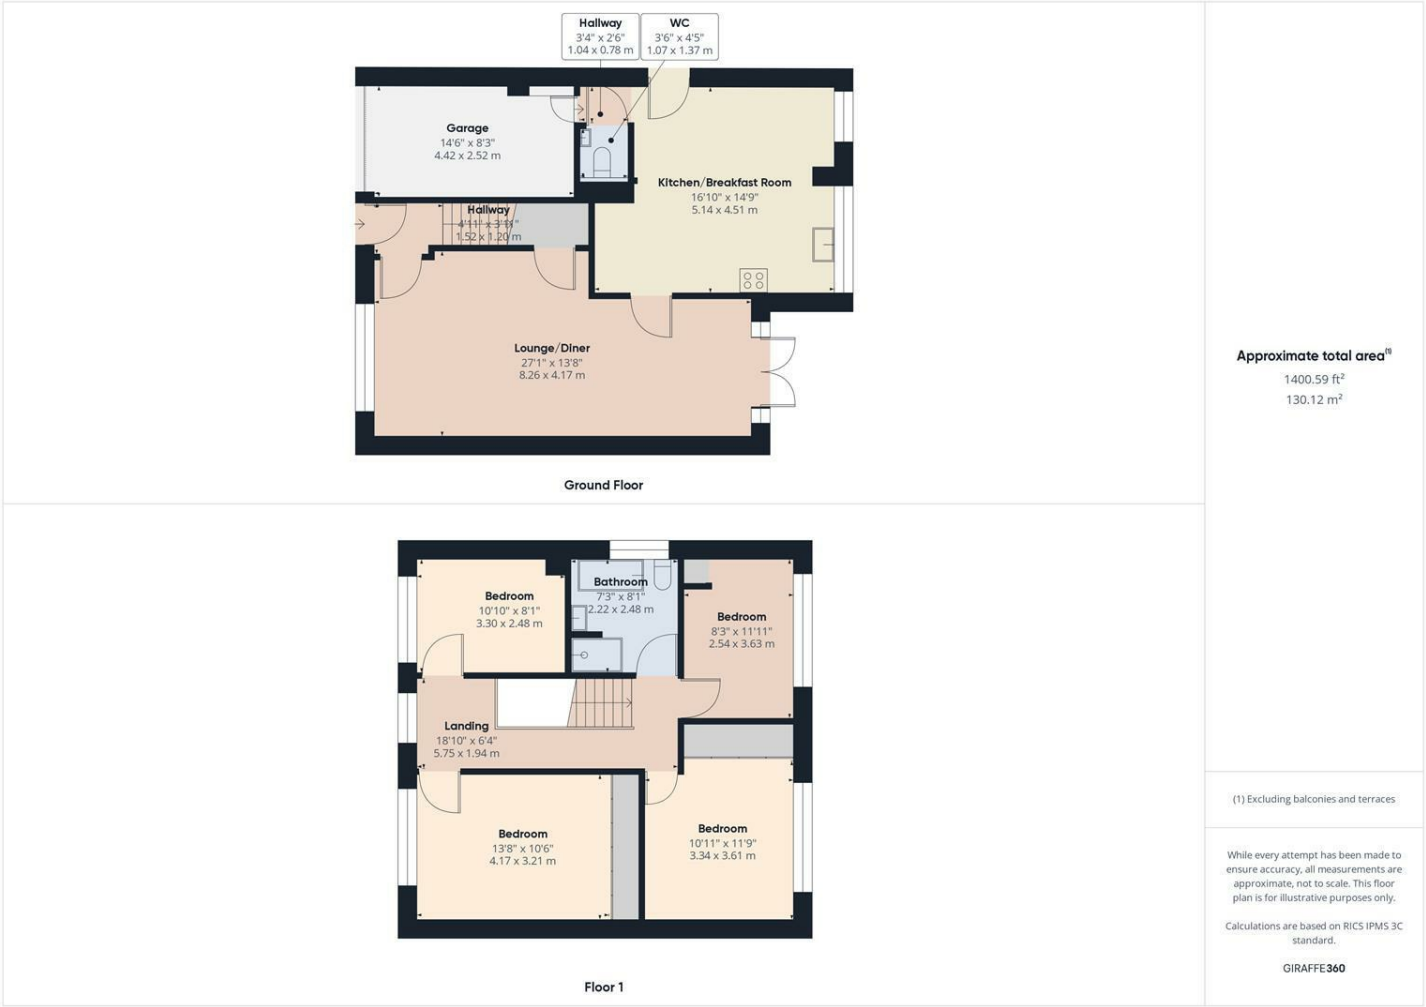 Hallway
3'4" x 2'6"
1.04 x 0.78 m
WC
3'6" x 4'5"
1.07 x 1.37 m
Garage
14'6" x 8'3"
4.42 x 2.52 m
Kitchen/Breakfast Room
16'10" x 14'9"
5.14 x 4.51 m
Hallway
4'11" x 3'11"
1.52 x 1.20 m
Lounge/Diner
27'1" x 13'8"
8.26 x 4.17 m
Ground Floor
Bedroom
10'10" x 8'1"
3.30 x 2.48 m
Bathroom
7'3" x 8'1"
2.22 x 2.48 m
Bedroom
8'3" x 11'11"
2.54 x 3.63 m
Landing
18'10" x 6'4"
5.75 x 1.94 m
Bedroom
13'8" x 10'6"
4.17 x 3.21 m
Bedroom
10'11" x 11'9"
3.34 x 3.61 m
Floor 1
Approximate total area(1)
1400.59 ft²
130.12 m²
(1) Excluding balconies and terraces
While every attempt has been made to
ensure accuracy, all measurements are
approximate, not to scale. This floor
plan is for illustrative purposes only.
Calculations are based on RICS IPMS 3C
standard.
GIRAFFE360